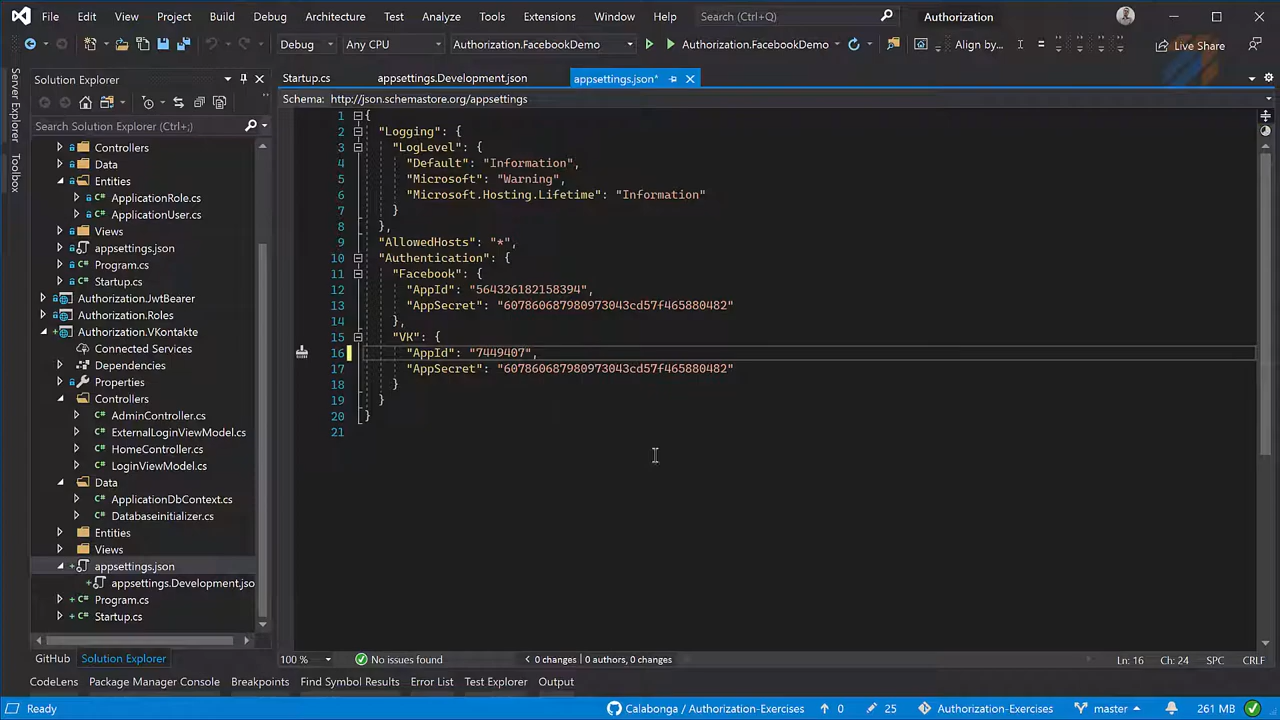 File Edit View Project Build Debug Architecture Test Analyze Tools Extensions Window Help Search (Ctrl+Q) Authorization
Debug Any CPU Authorization.FacebookDemo Authorization.FacebookDemo Align by... Live Share
Server Explorer
Toolbox
Solution Explorer
Search Solution Explorer (Ctrl+;)
Controllers
Data
Entities
ApplicationRole.cs
ApplicationUser.cs
Views
appsettings.json
Program.cs
Startup.cs
Authorization.JwtBearer
Authorization.Roles
Authorization.VKontakte
Connected Services
Dependencies
Properties
Controllers
AdminController.cs
ExternalLoginViewModel.cs
HomeController.cs
LoginViewModel.cs
Data
ApplicationDbContext.cs
Databaseinitializer.cs
Entities
Views
appsettings.json
appsettings.Development.jso
Program.cs
Startup.cs
GitHub Solution Explorer
Startup.cs appsettings.Development.json appsettings.json*
Schema: http://json.schemastore.org/appsettings
1 {
2 "Logging": {
3 "LogLevel": {
4 "Default": "Information",
5 "Microsoft": "Warning",
6 "Microsoft.Hosting.Lifetime": "Information"
7 }
8 },
9 "AllowedHosts": "*",
10 "Authentication": {
11 "Facebook": {
12 "AppId": "564326182158394",
13 "AppSecret": "607860687980973043cd57f465880482"
14 },
15 "VK": {
16 "AppId": "7449407",
17 "AppSecret": "607860687980973043cd57f465880482"
18 }
19 }
20 }
21
100 % No issues found 0 changes | 0 authors, 0 changes Ln: 16 Ch: 24 SPC CRLF
CodeLens Package Manager Console Breakpoints Find Symbol Results Error List Test Explorer Output
Ready Calabonga / Authorization-Exercises 0 25 Authorization-Exercises master 261 MB